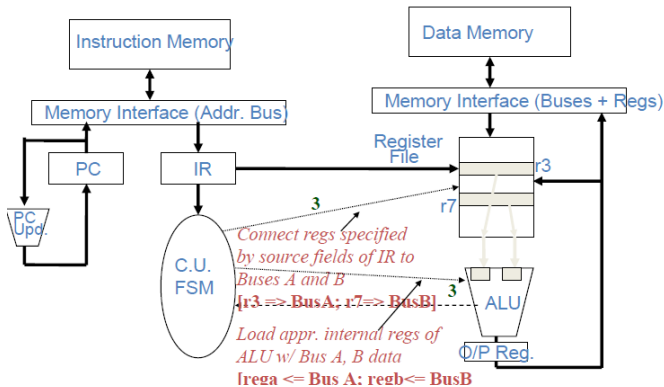 Instruction Memory
Data Memory
Memory Interface (Addr. Bus)
Memory Interface (Buses + Regs)
Register
File
PC
IR
r3
r7
PC
Upd.
3
Connect regs specified
by source fields of IR to
Buses A and B
[r3 => BusA; r7=> BusB]
C.U.
FSM
3
ALU
Load appr. internal regs of
ALU w/ Bus A, B data
[rega <= Bus A; regb<= BusB
O/P Reg.